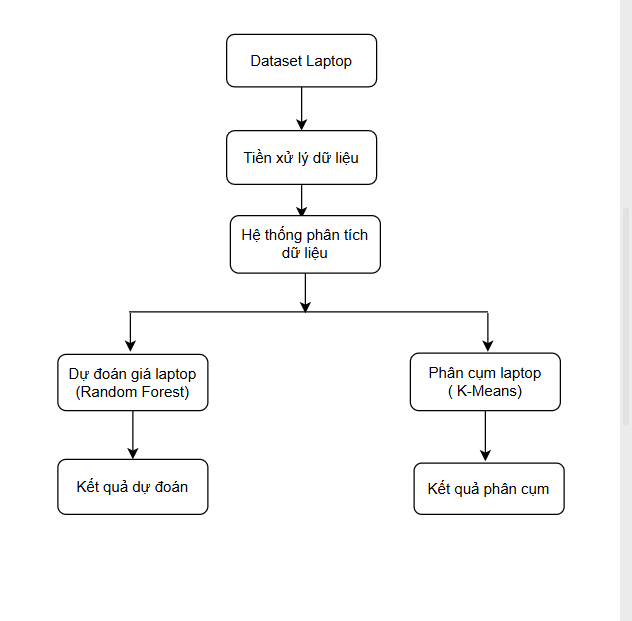 Dataset Laptop
Tiền xử lý dữ liệu
Hệ thống phân tích
dữ liệu
Dự đoán giá laptop
(Random Forest)
Phân cụm laptop
( K-Means)
Kết quả dự đoán
Kết quả phân cụm